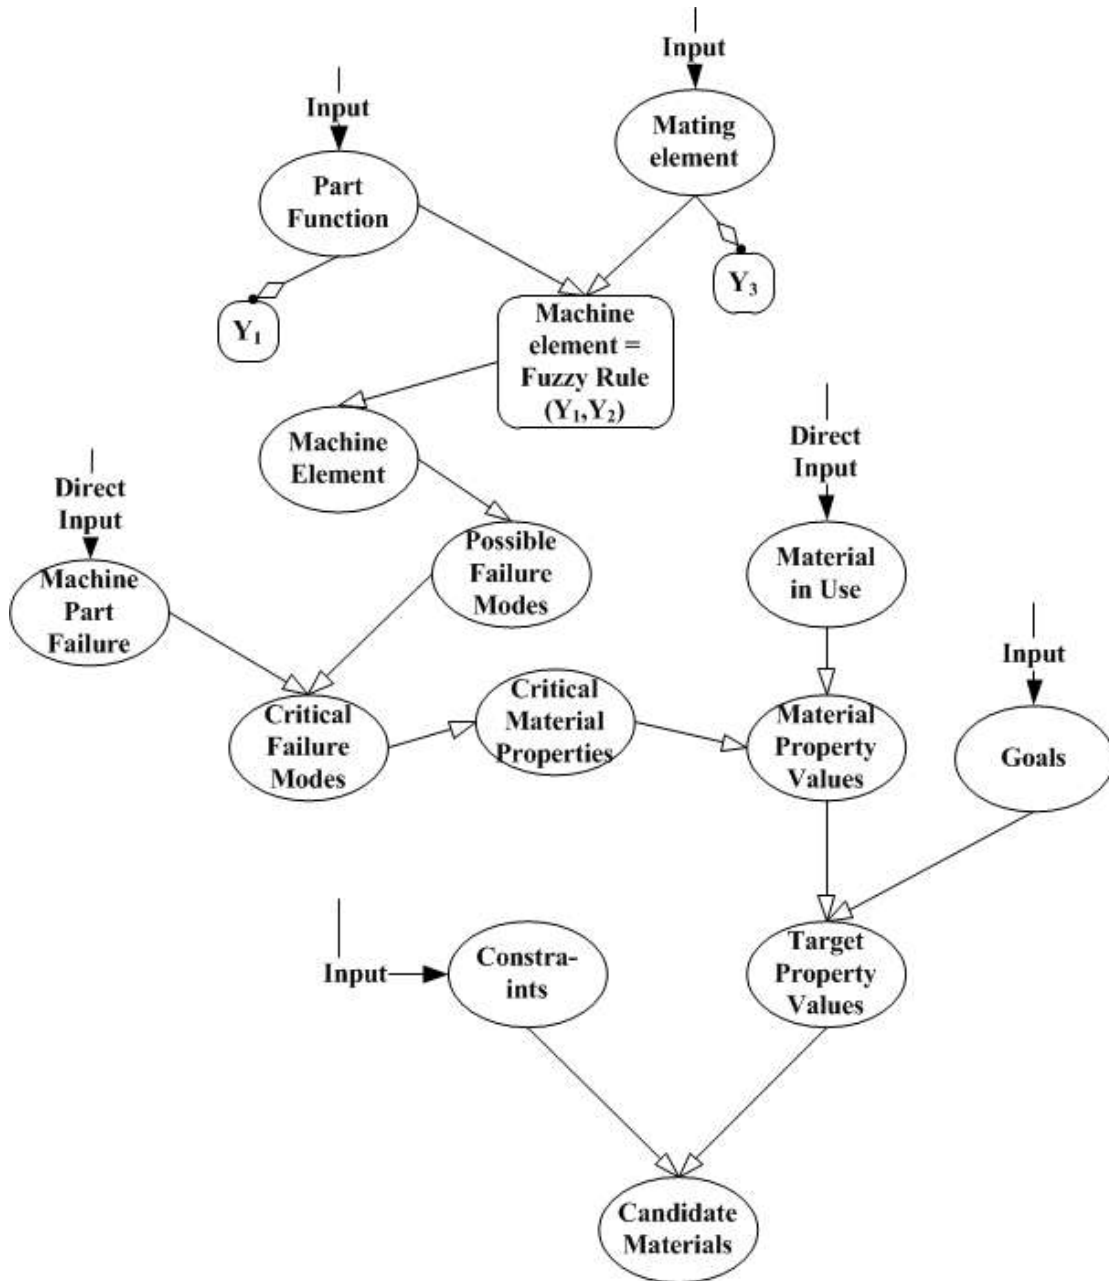 Input
Mating
element
Input
Part
Function
Y₃
Y₁
Machine
element =
Fuzzy Rule
(Y₁,Y₂)
Machine
Element
Direct
Input
Direct
Input
Possible
Failure
Modes
Material
in Use
Machine
Part
Failure
Input
Critical
Failure
Modes
Critical
Material
Properties
Material
Property
Values
Goals
Input
Constra-
ints
Target
Property
Values
Candidate
Materials